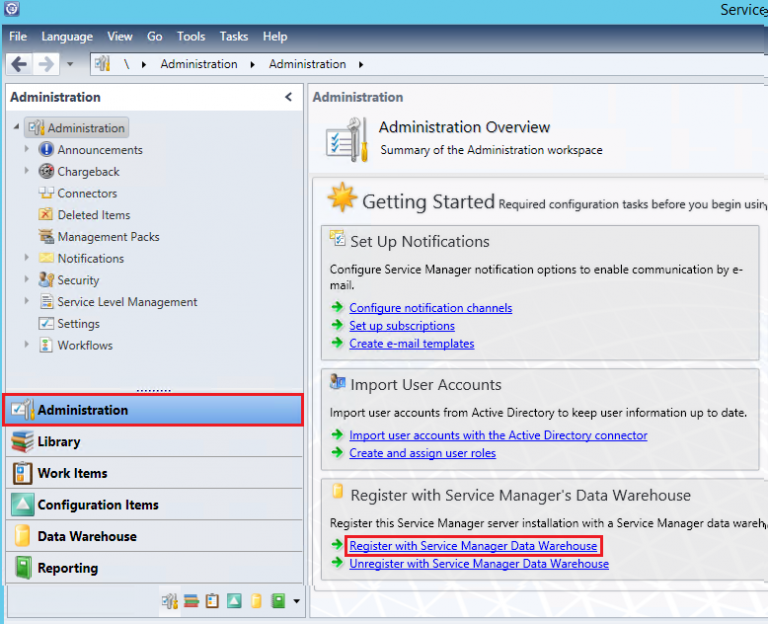 Service
File Language View Go Tools Tasks Help
\ Administration Administration
Administration
Administration
Announcements
Chargeback
Connectors
Deleted Items
Management Packs
Notifications
Security
Service Level Management
Settings
Workflows
Administration
Library
Work Items
Configuration Items
Data Warehouse
Reporting
Administration
Administration Overview
Summary of the Administration workspace
Getting Started Required configuration tasks before you begin usin
Set Up Notifications
Configure Service Manager notification options to enable communication by e-
mail.
Configure notification channels
Set up subscriptions
Create e-mail templates
Import User Accounts
Import user accounts from Active Directory to keep user information up to date.
Import user accounts with the Active Directory connector
Create and assign user roles
Register with Service Manager's Data Warehouse
Register this Service Manager server installation with a Service Manager data wareh
Register with Service Manager Data Warehouse
Unregister with Service Manager Data Warehouse